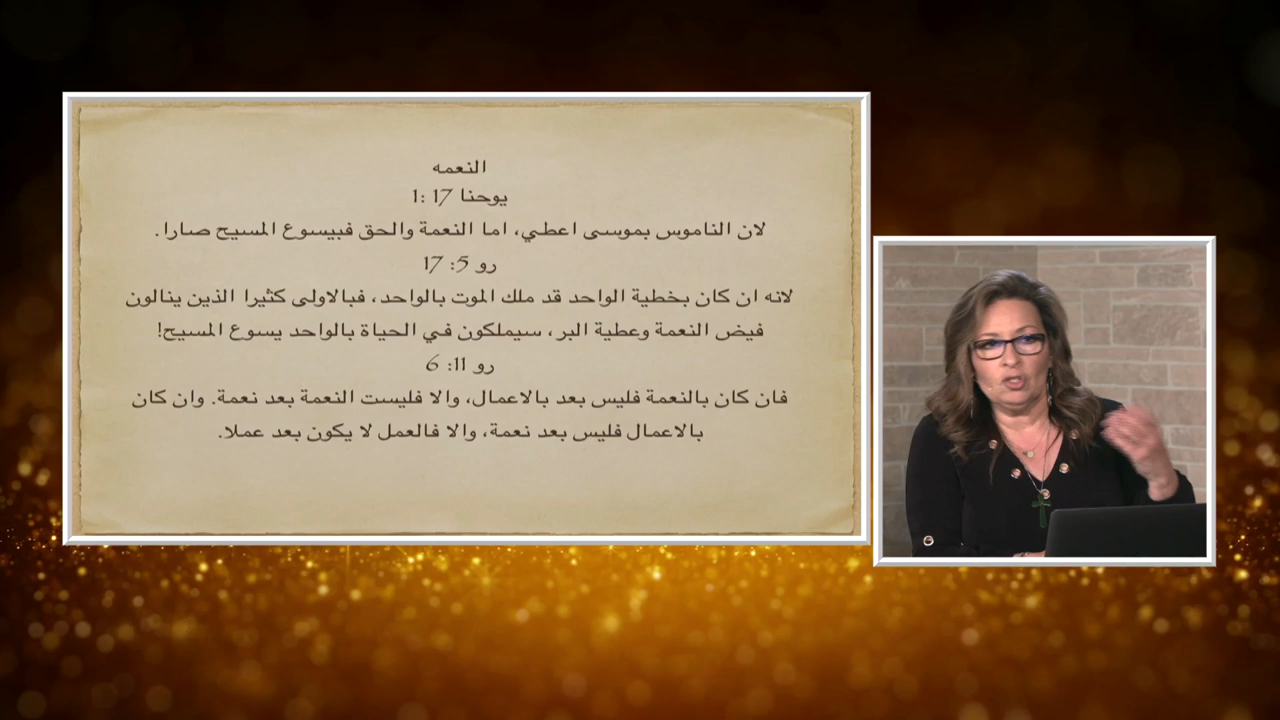 النعمه
يوحنا 17 :1
لان الناموس بموسى اعطي، اما النعمة والحق فبيسوع المسيح صارا.
رو 5: 17
لانه ان كان بخطية الواحد قد ملك الموت بالواحد، فبالاولى كثيرا الذين ينالون
فيض النعمة وعطية البر، سيملكون في الحياة بالواحد يسوع المسيح!
رو 11: 6
فان كان بالنعمة فليس بعد بالاعمال، والا فليست النعمة بعد نعمة. وان كان
بالاعمال فليس بعد نعمة، والا فالعمل لا يكون بعد عملا.